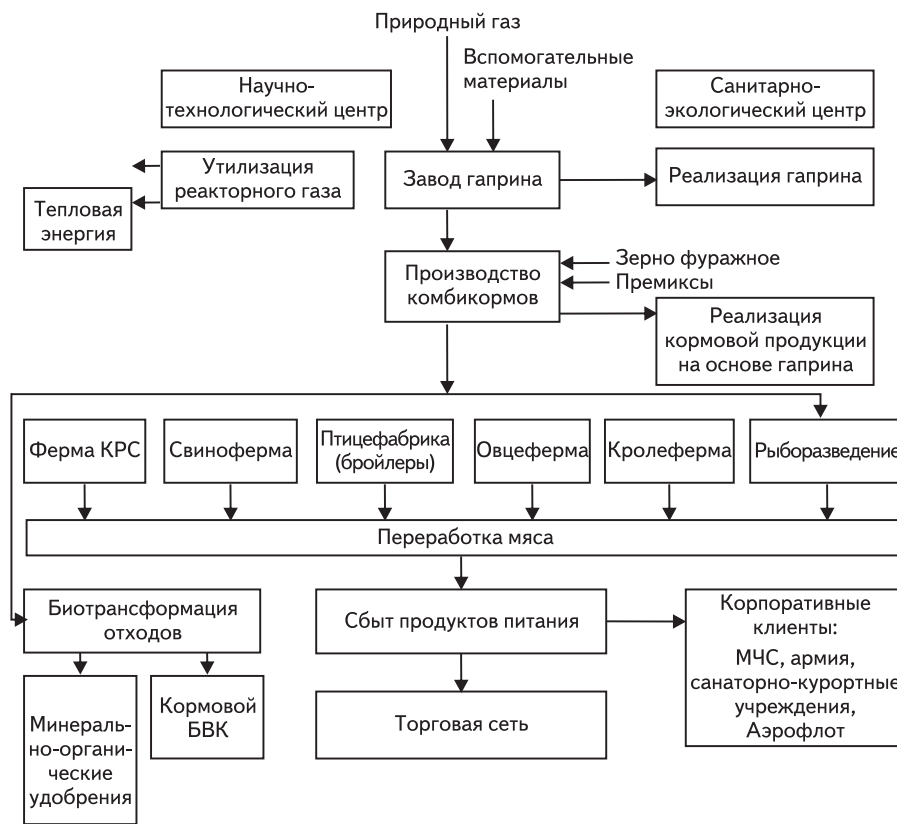 Природный газ
Вспомогательные
материалы
Научно-
технологический центр
Санитарно-
экологический центр
Утилизация
реакторного газа
Завод гаприна
Реализация гаприна
Тепловая
энергия
Производство
комбикормов
Зерно фуражное
Премиксы
Реализация
кормовой продукции
на основе гаприна
Ферма КРС
Свиноферма
Птицефабрика
(бройлеры)
Овцеферма
Кролеферма
Рыборазведение
Переработка мяса
Биотрансформация
отходов
Сбыт продуктов питания
Корпоративные
клиенты:
МЧС, армия,
санаторно-курортные
учреждения,
Аэрофлот
Минераль-
но-органи-
ческие
удобрения
Кормовой
БВК
Торговая сеть